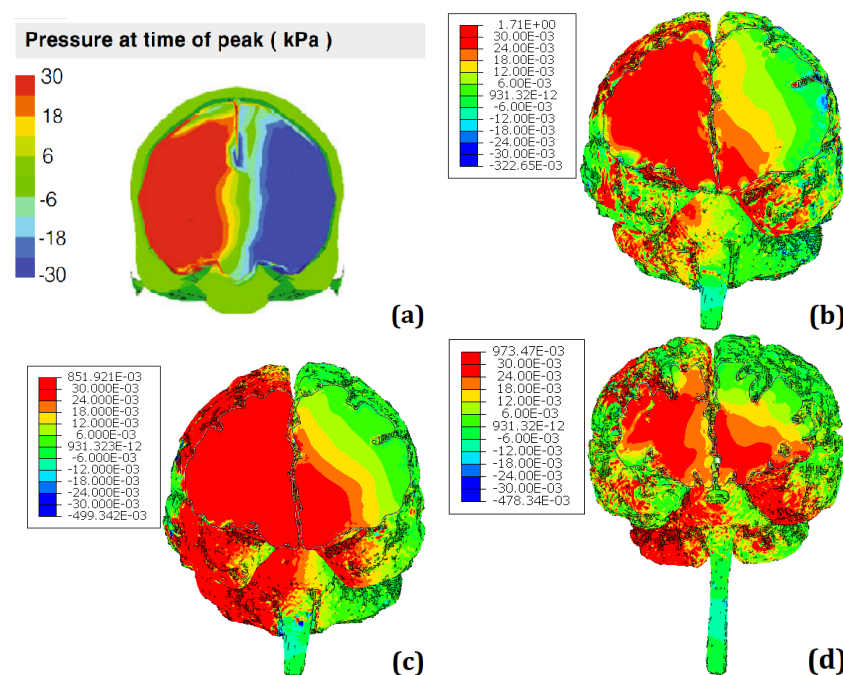 Pressure at time of peak ( kPa )
30
18
6
-6
-18
-30
(a)
1.71E+00
30.00E-03
24.00E-03
18.00E-03
12.00E-03
6.00E-03
931.32E-12
-6.00E-03
-12.00E-03
-18.00E-03
-24.00E-03
-30.00E-03
-322.65E-03
(b)
851.921E-03
30.000E-03
24.000E-03
18.000E-03
12.000E-03
6.000E-03
931.323E-12
-6.000E-03
-12.000E-03
-18.000E-03
-24.000E-03
-30.000E-03
-499.342E-03
(c)
973.47E-03
30.00E-03
24.00E-03
18.00E-03
12.00E-03
6.00E-03
931.32E-12
-6.00E-03
-12.00E-03
-18.00E-03
-24.00E-03
-30.00E-03
-478.34E-03
(d)